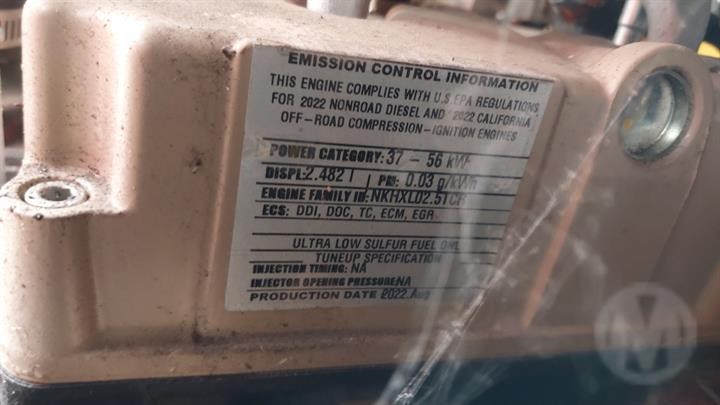 EMISSION CONTROL INFORMATION
THIS ENGINE COMPLIES WITH U.S.EPA REGULATIONS
FOR 2022 NONROAD DIESEL AND 2022 CALIFORNIA
OFF-ROAD COMPRESSION-IGNITION ENGINES
POWER CATEGORY: 37 - 56 kW
DISPL: 2.482 l PM: 0.03 g/kWh
ENGINE FAMILY ID: NKHXL02.5TCR
ECS: DDI, DOC, TC, ECM, EGR
ULTRA LOW SULFUR FUEL ONLY
TUNEUP SPECIFICATION
INJECTION TIMING: NA
INJECTOR OPENING PRESSURE: NA
PRODUCTION DATE: 2022.Aug
M